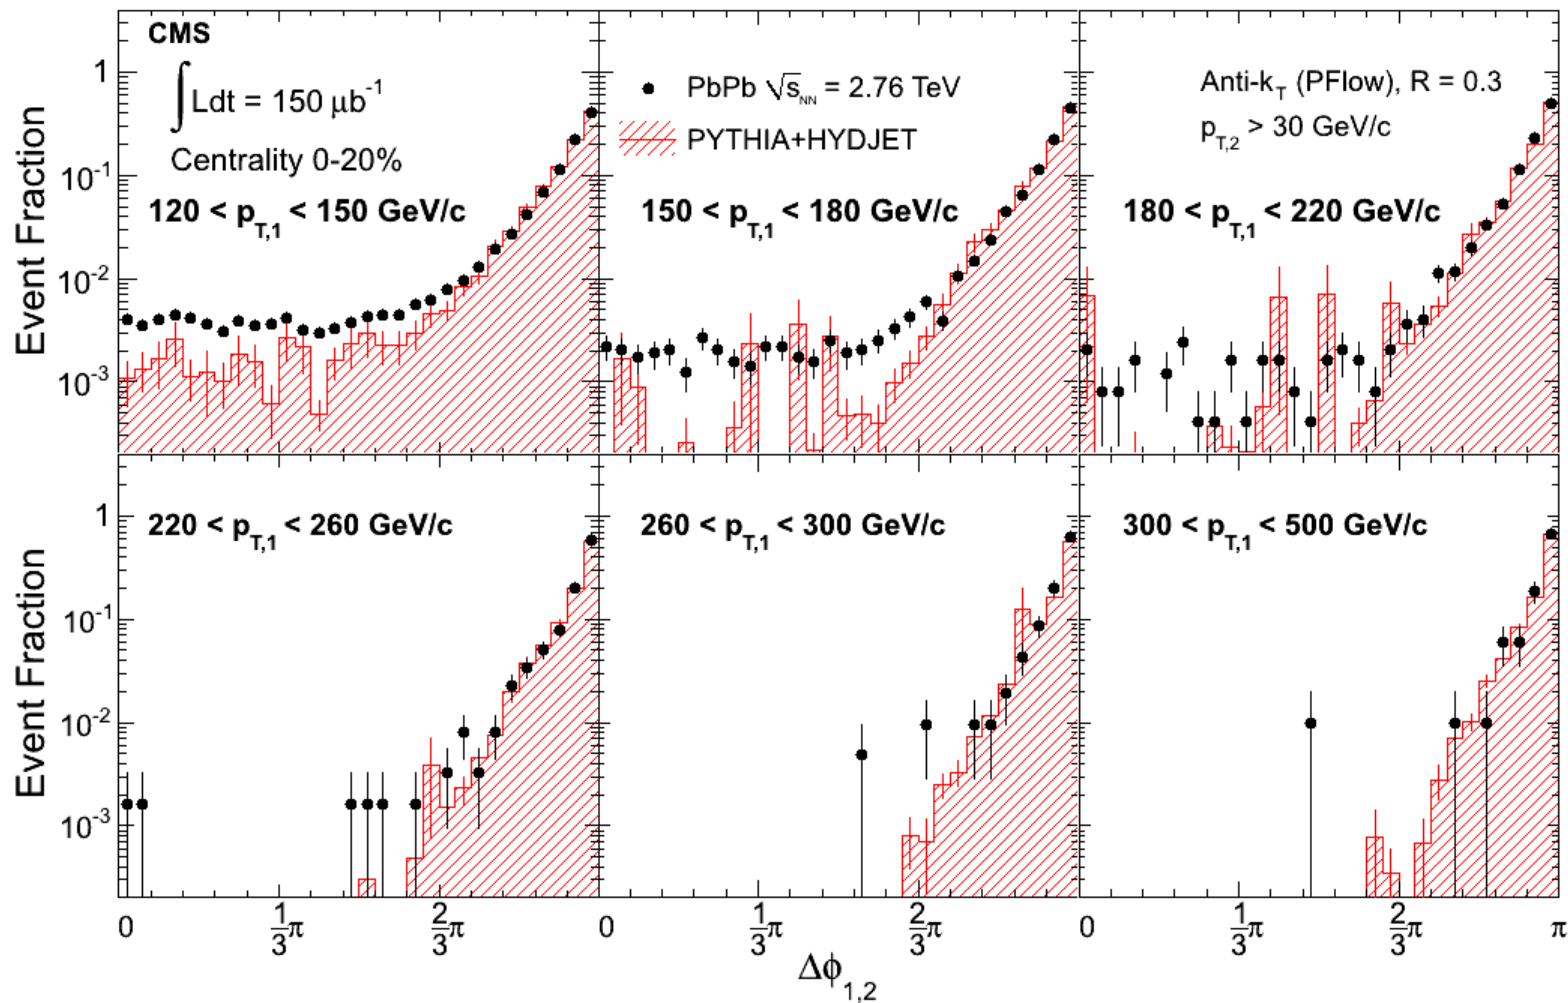 CMS
∫Ldt = 150 μb⁻¹
Centrality 0-20%
120 < p_T,1 < 150 GeV/c
PbPb √s_NN = 2.76 TeV
PYTHIA+HYDJET
150 < p_T,1 < 180 GeV/c
Anti-k_T (PFlow), R = 0.3
p_T,2 > 30 GeV/c
180 < p_T,1 < 220 GeV/c
Event Fraction
1
10⁻¹
10⁻²
10⁻³
220 < p_T,1 < 260 GeV/c
260 < p_T,1 < 300 GeV/c
300 < p_T,1 < 500 GeV/c
Event Fraction
1
10⁻¹
10⁻²
10⁻³
0 1/3π 2/3π 0 1/3π 2/3π 0 1/3π 2/3π π
Δϕ_1,2